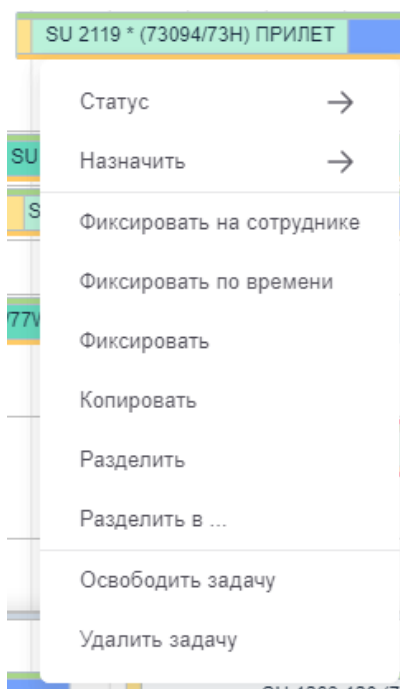 SU 2119 * (73094/73H) ПРИЛЕТ
Статус
SU
Назначить
S
Фиксировать на сотруднике
Фиксировать по времени
Фиксировать
Копировать
Разделить
Разделить в ...
Освободить задачу
Удалить задачу